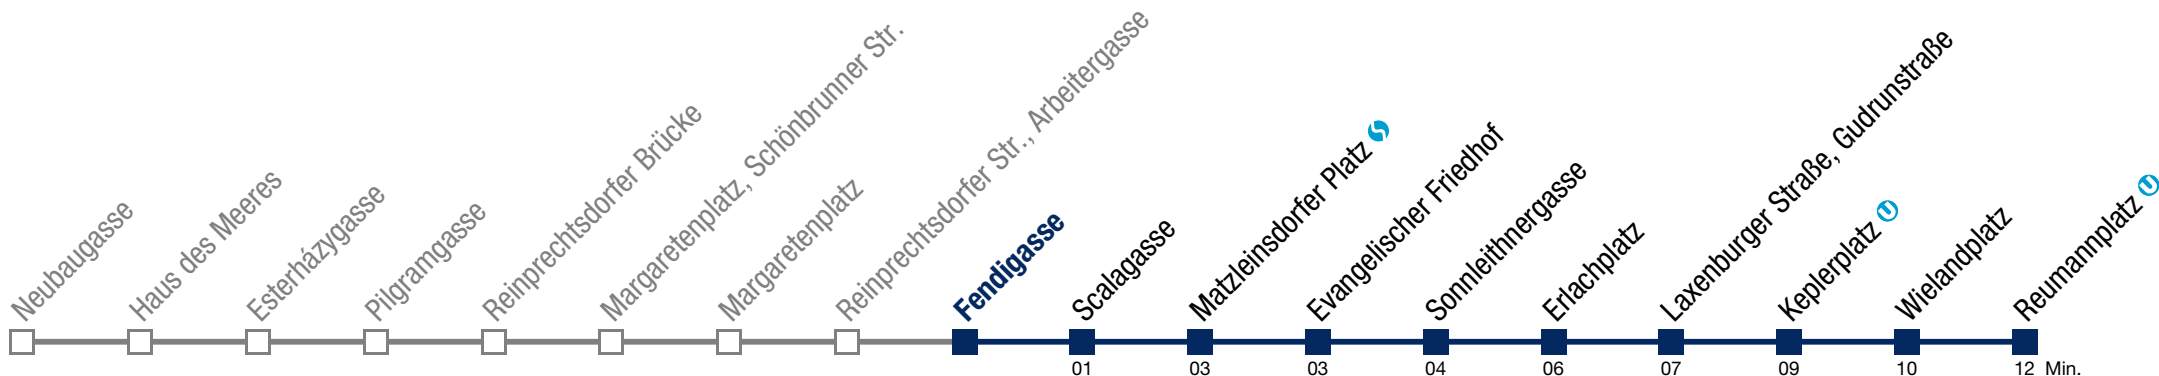 Neubaugasse
Haus des Meeres
Esterházygasse
Pilgramgasse
Reinprechtsdorfer Brücke
Margaretenplatz, Schönbrunner Str.
Margaretenplatz
Reinprechtsdorfer Str., Arbeitergasse
Fendigasse
Scalagasse
Matzleinsdorfer Platz S
Evangelischer Friedhof
Sonnleithnergasse
Erlachplatz
Laxenburger Straße, Gudrunstraße
Keplerplatz U
Wielandplatz
Reumannplatz U
01 03 03 04 06 07 09 10 12 Min.